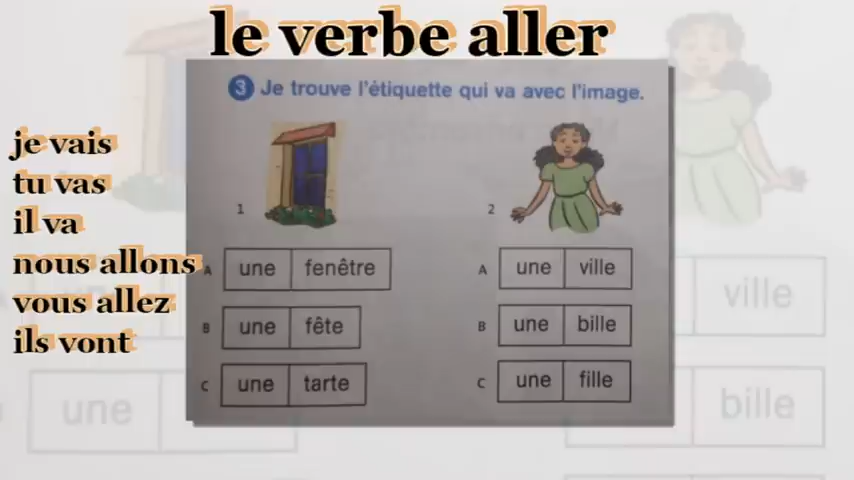 le verbe aller
3 Je trouve l'étiquette qui va avec l'image.
je vais
tu vas
il va
nous allons
vous allez
ils vont
1
A une fenêtre
B une fête
C une tarte
2
A une ville
B une bille
C une fille
une
ville
bille